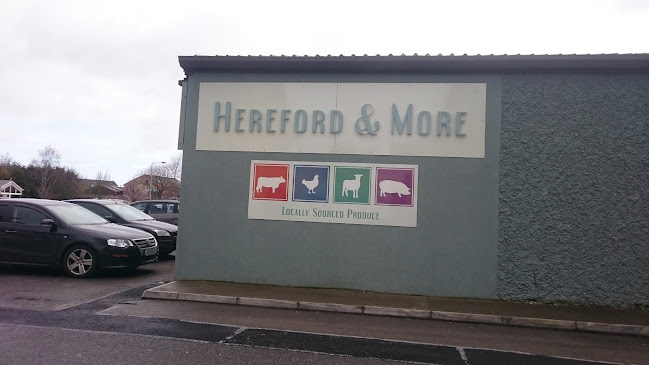 Hereford & More
Locally Sourced Produce